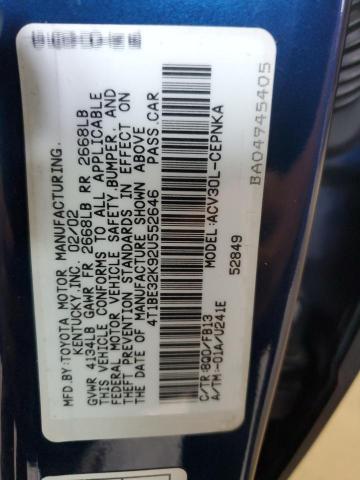 MFD.BY:TOYOTA MOTOR MANUFACTURING.
KENTUCKY, INC. 02/02
GVWR 4134LB GAWR FR 2668LB RR 2668LB
THIS VEHICLE CONFORMS TO ALL APPLICABLE
FEDERAL MOTOR VEHICLE SAFETY,BUMPER, AND
THEFT PREVENTION STANDARDS IN EFFECT ON
THE DATE OF MANUFACTURE SHOWN ABOVE.
4T1BE32K92U552646 PASS.CAR
MODEL:ACV30L-CEPNKA
52849
C/TR:8Q0/FB13
A/TM:-01A/U241E
BA04745405